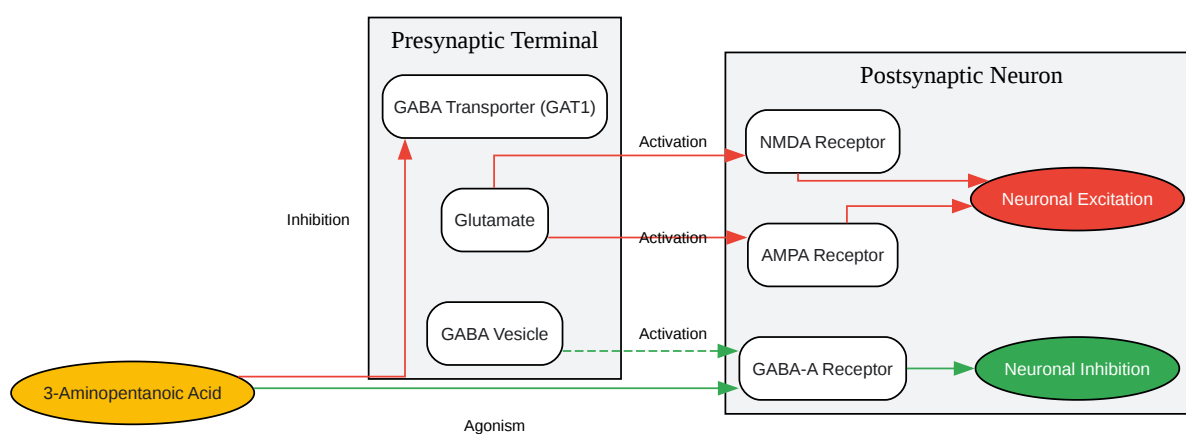 Presynaptic Terminal
Postsynaptic Neuron
GABA Transporter (GAT1)
Activation
NMDA Receptor
Neuronal Excitation
Inhibition
Glutamate
Activation
AMPA Receptor
GABA Vesicle
Activation
GABA-A Receptor
Neuronal Inhibition
3-Aminopentanoic Acid
Agonism